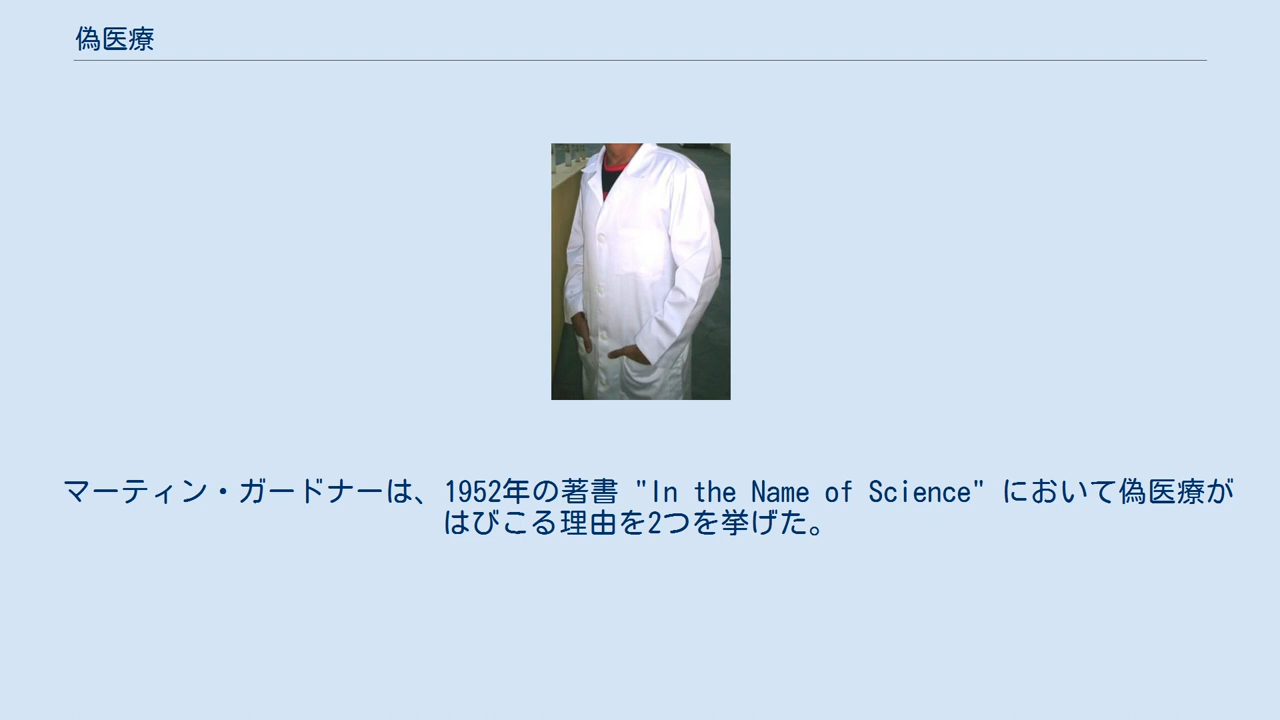 偽医療
マーティン・ガードナーは、1952年の著書 "In the Name of Science" において偽医療が
はびこる理由を2つを挙げた。